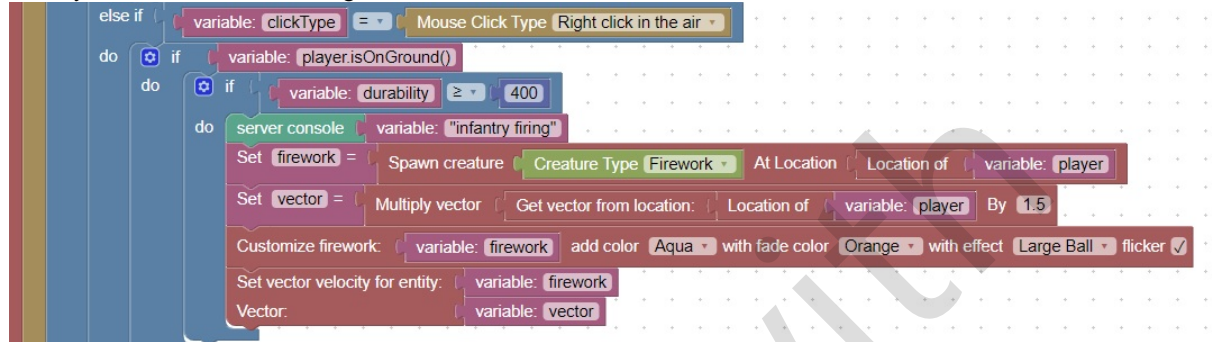 else if variable: clickType = Mouse Click Type Right click in the air
do if variable: player.isOnGround()
do if variable: durability ≥ 400
do server console variable: "infantry firing"
Set firework = Spawn creature Creature Type Firework At Location Location of variable: player
Set vector = Multiply vector Get vector from location: Location of variable: player By 1.5
Customize firework: variable: firework add color Aqua with fade color Orange with effect Large Ball flicker ✓
Set vector velocity for entity: variable: firework
Vector: variable: vector